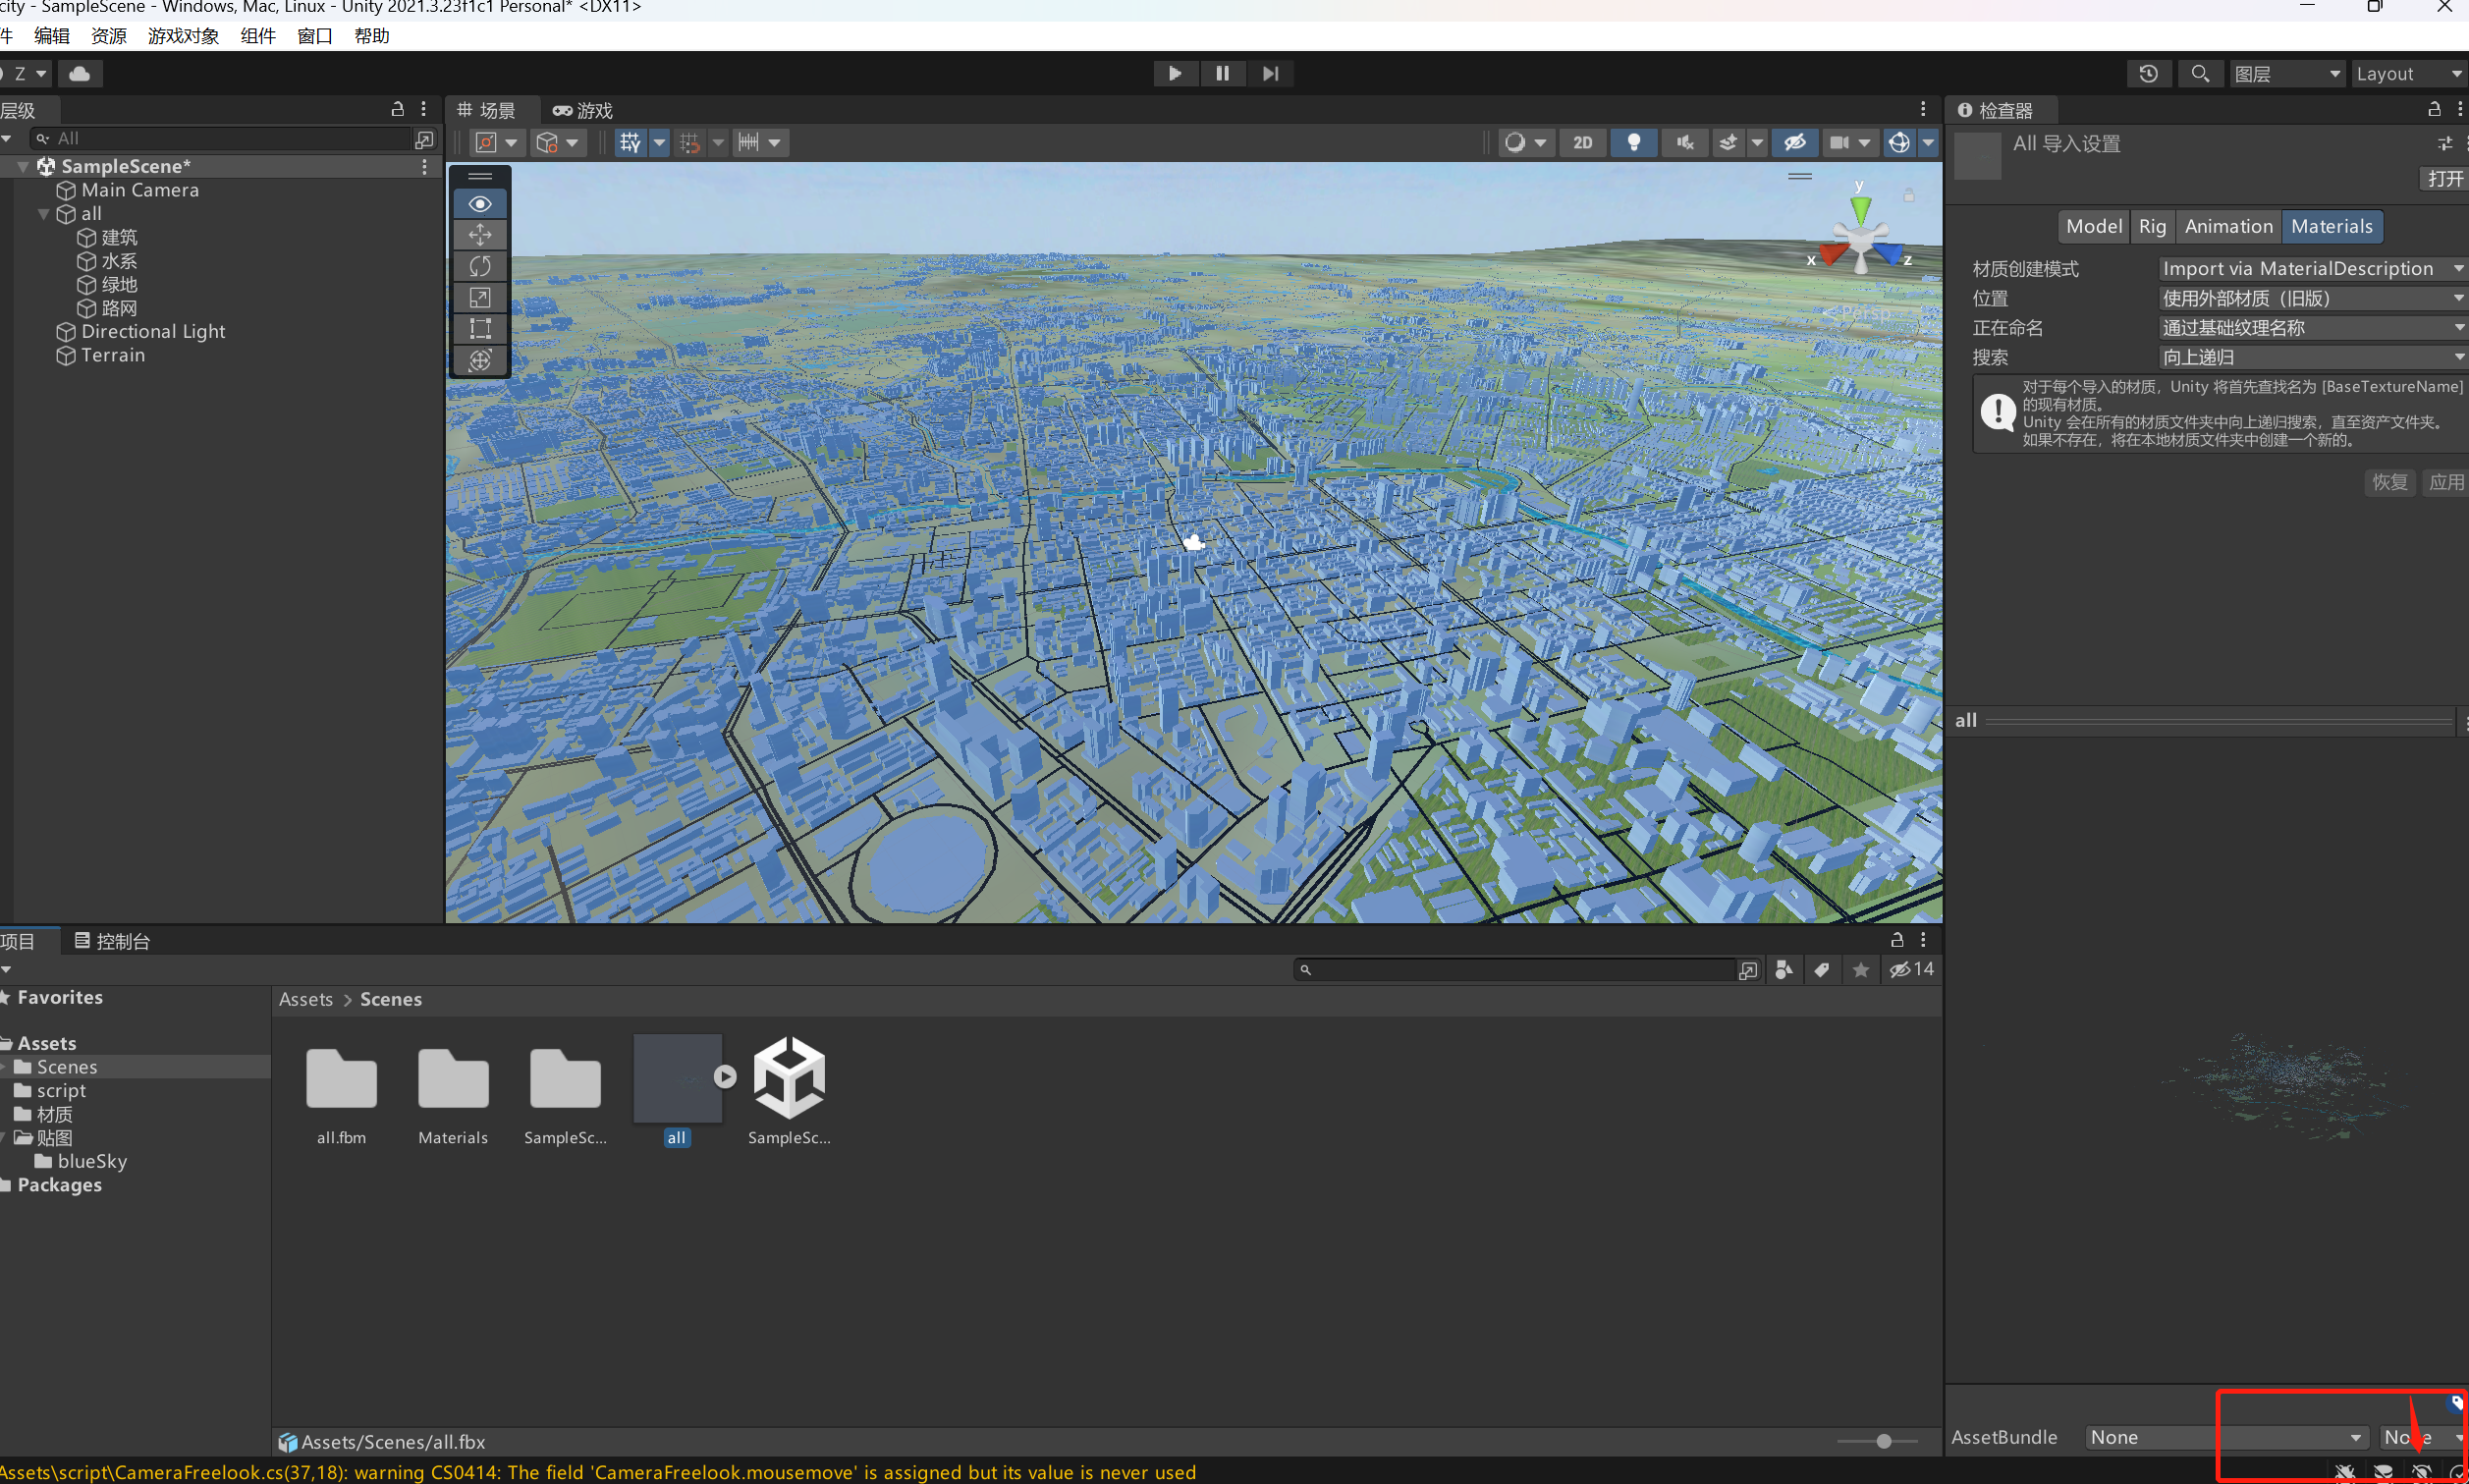 city - SampleScene - Windows, Mac, Linux - Unity 2021.3.23f1c1 Personal* <DX11>
件 编辑 资源 游戏对象 组件 窗口 帮助
Z
图层 Layout
层级
All
SampleScene*
Main Camera
all
建筑
水系
绿地
路网
Directional Light
Terrain
场景 游戏
2D
y
x
z
< Persp
检查器
All 导入设置
打开
Model Rig Animation Materials
材质创建模式 Import via MaterialDescription
位置 使用外部材质（旧版）
正在命名 通过基础纹理名称
搜索 向上递归
对于每个导入的材质，Unity 将首先查找名为 [BaseTextureName]
的现有材质。
Unity 会在所有的材质文件夹中向上递归搜索，直至资产文件夹。
如果不存在，将在本地材质文件夹中创建一个新的。
恢复 应用
all
项目 控制台
14
Favorites
Assets
Scenes
script
材质
贴图
blueSky
Packages
Assets > Scenes
all.fbm
Materials
SampleSc...
all
SampleSc...
Assets/Scenes/all.fbx
AssetBundle None None
Assets\script\CameraFreelook.cs(37,18): warning CS0414: The field 'CameraFreelook.mousemove' is assigned but its value is never used